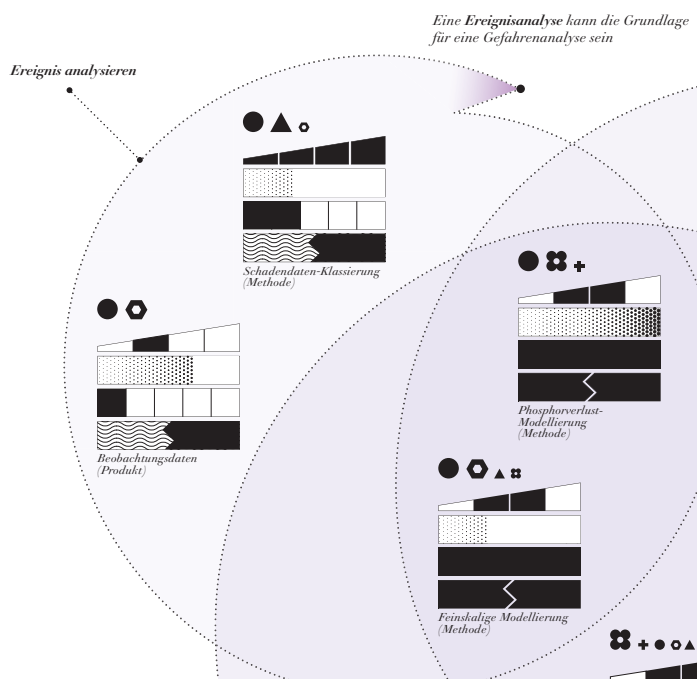 Eine Ereignisanalyse kann die Grundlage
für eine Gefahrenanalyse sein
Ereignis analysieren
Schadendaten-Klassierung
(Methode)
Phosphorverlust-
Modellierung
(Methode)
Beobachtungsdaten
(Produkt)
Feinskalige Modellierung
(Methode)